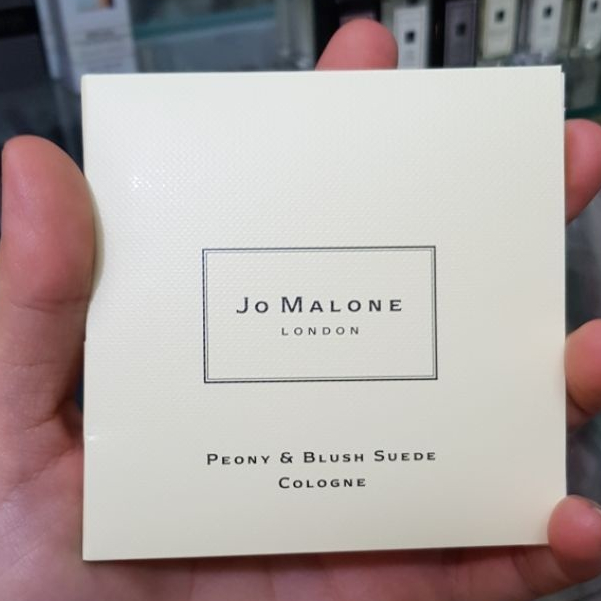 Jo Malone
LONDON
Peony & Blush Suede
Cologne